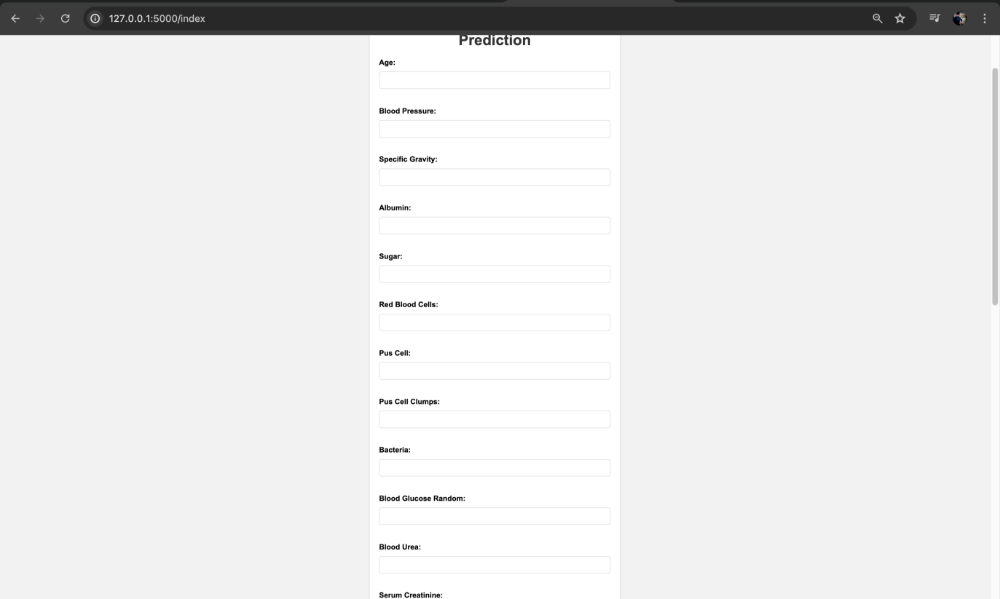 127.0.0.1:5000/index
Prediction
Age:
Blood Pressure:
Specific Gravity:
Albumin:
Sugar:
Red Blood Cells:
Pus Cell:
Pus Cell Clumps:
Bacteria:
Blood Glucose Random:
Blood Urea:
Serum Creatinine: